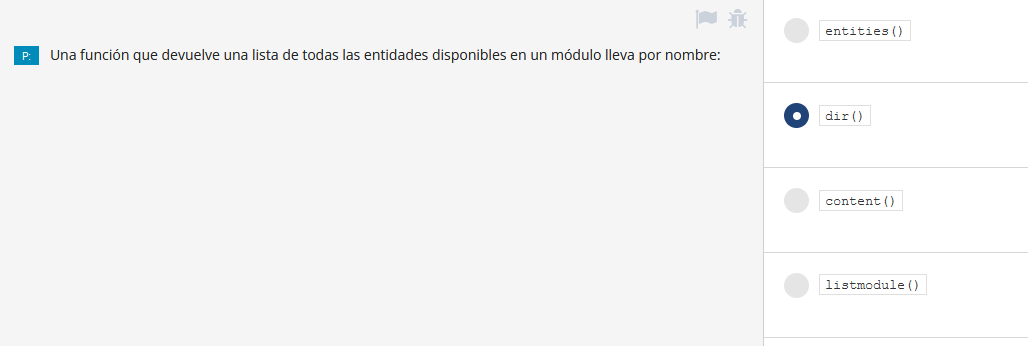 P: Una función que devuelve una lista de todas las entidades disponibles en un módulo lleva por nombre:
entities()
dir()
content()
listmodule()